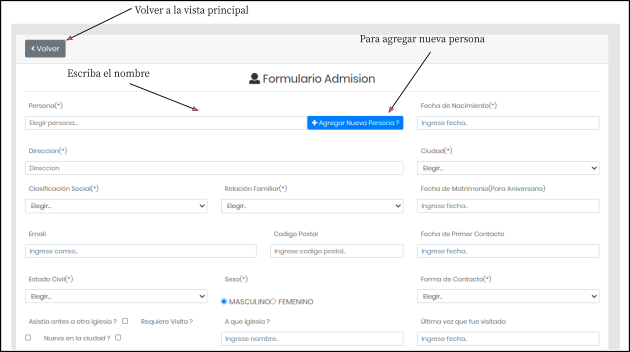 Volver a la vista principal
Volver
Para agregar nueva persona
Escriba el nombre
Formulario Admision
Persona(*)
Fecha de Nacimiento(*)
Elegir persona..
+ Agregar Nueva Persona ?
Ingrese fecha..
Direccion(*)
Ciudad(*)
Direccion
Elegir..
Clasificación Social(*)
Relación Familiar(*)
Fecha de Matrimonio(Para Aniversario)
Elegir..
Elegir..
Ingrese fecha..
Email
Codigo Postal
Fecha de Primer Contacto
Ingrese correo..
Ingrese codigo postal..
Ingrese fecha..
Estado Civil(*)
Sexo(*)
Forma de Contacto(*)
Elegir..
MASCULINO FEMENINO
Elegir..
Asistia antes a otra Iglesia ?
Requiere Visita ?
A que Iglesia ?
Última vez que fue visitado
Nuevo en la ciudad ?
Ingrese nombre..
Ingrese fecha..